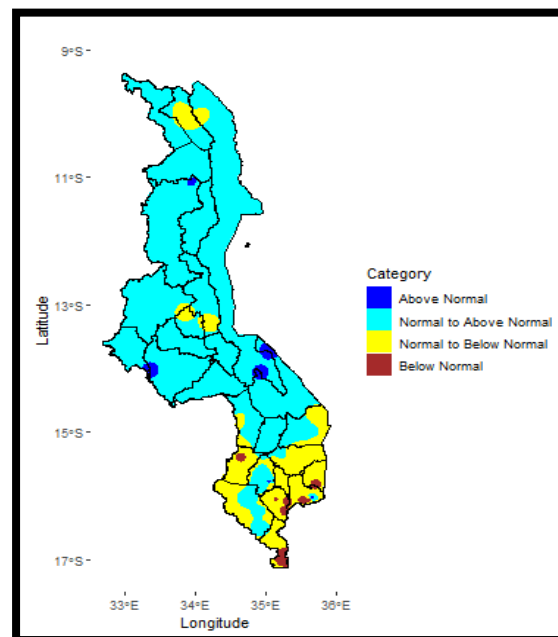 9°S
11°S
13°S
15°S
17°S
Latitude
33°E 34°E 35°E 36°E
Longitude
Category
Above Normal
Normal to Above Normal
Normal to Below Normal
Below Normal